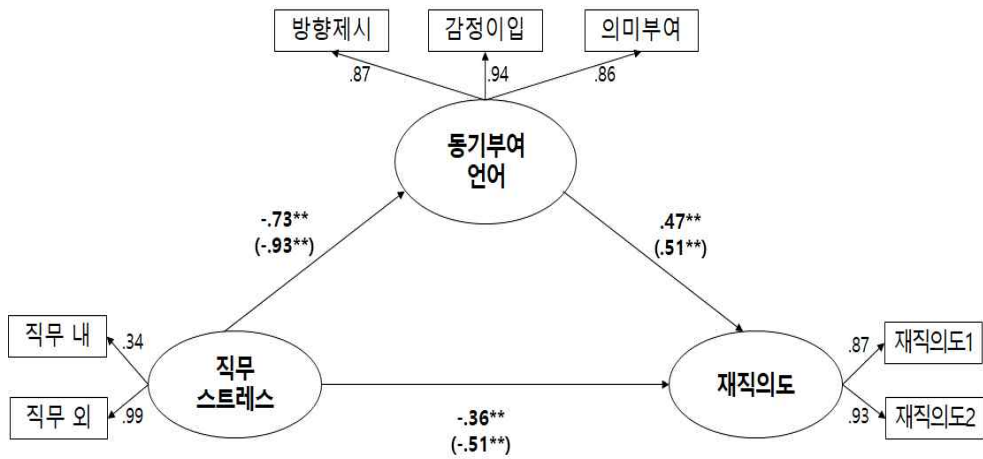 방향제시
감정이입
의미부여
.87
.94
.86
동기부여
언어
-.73**
(-.93**)
.47**
(.51**)
직무 내
.34
직무
스트레스
직무 외
.99
재직의도
.87
재직의도1
.93
재직의도2
-.36**
(-.51**)